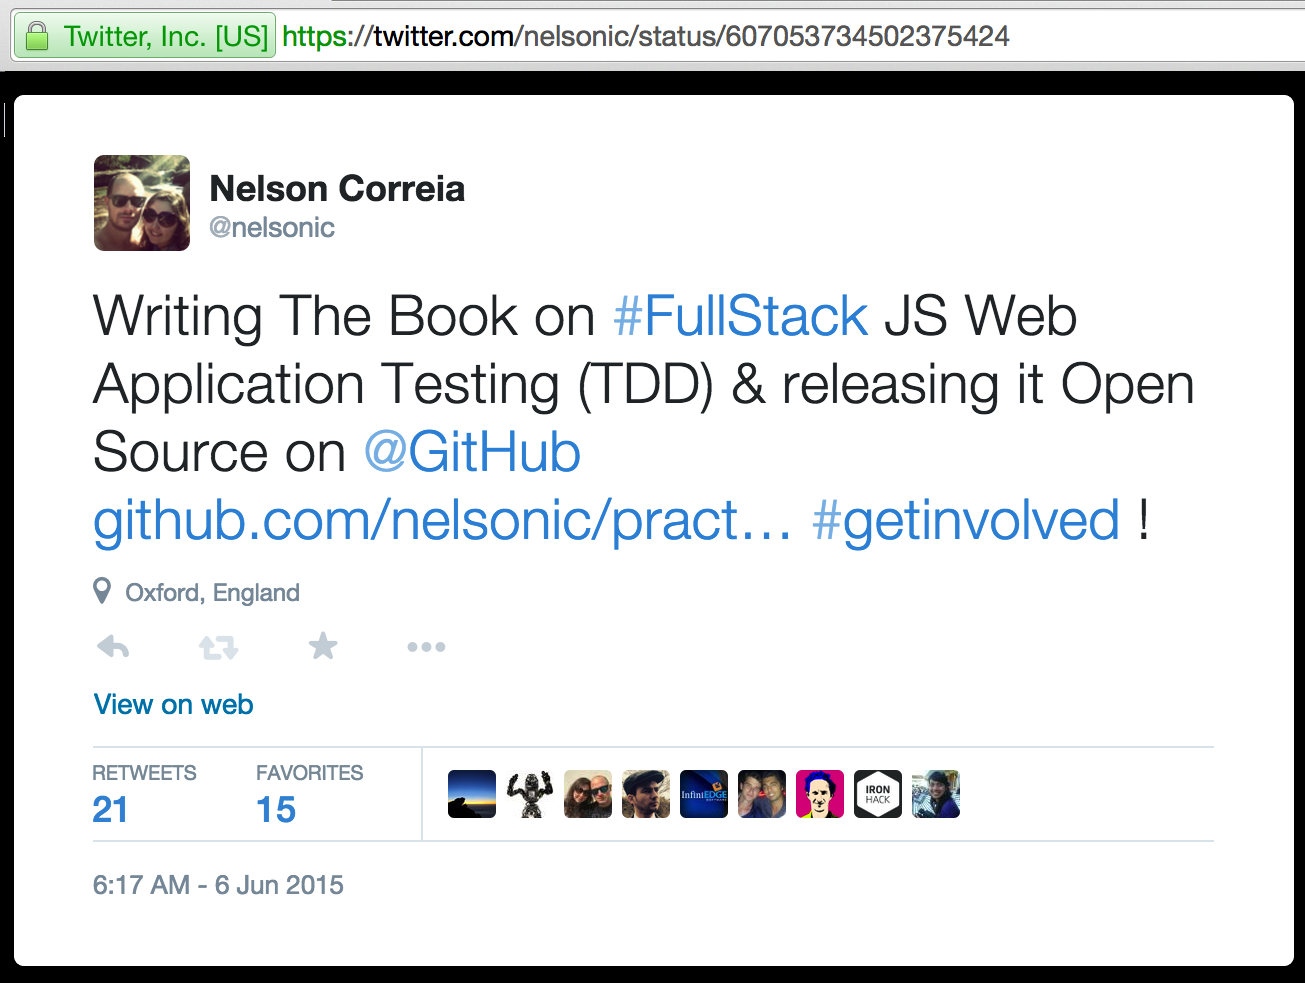 Twitter, Inc. [US] https://twitter.com/nelsonic/status/607053734502375424
Nelson Correia
@nelsonic
Writing The Book on #FullStack JS Web
Application Testing (TDD) & releasing it Open
Source on @GitHub
github.com/nelsonic/pract… #getinvolved !
Oxford, England
View on web
RETWEETS FAVORITES
21 15
InfiniEDGE
SOFTWARE
IRON
HACK
6:17 AM - 6 Jun 2015